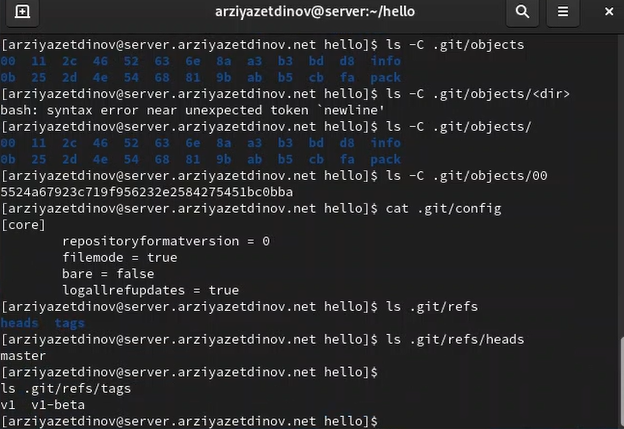 arziyazetdinov@server:~/hello
[arziyazetdinov@server.arziyazetdinov.net hello]$ ls -C .git/objects
00  11  2c  46  52  63  6e  8a  a3  b3  bd  d8  info
0b  25  2d  4e  54  68  81  9b  ab  b5  cb  fa  pack
[arziyazetdinov@server.arziyazetdinov.net hello]$ ls -C .git/objects/<dir>
bash: syntax error near unexpected token `newline'
[arziyazetdinov@server.arziyazetdinov.net hello]$ ls -C .git/objects/
00  11  2c  46  52  63  6e  8a  a3  b3  bd  d8  info
0b  25  2d  4e  54  68  81  9b  ab  b5  cb  fa  pack
[arziyazetdinov@server.arziyazetdinov.net hello]$ ls -C .git/objects/00
5524a67923c719f956232e2584275451bc0bba
[arziyazetdinov@server.arziyazetdinov.net hello]$ cat .git/config
[core]
        repositoryformatversion = 0
        filemode = true
        bare = false
        logallrefupdates = true
[arziyazetdinov@server.arziyazetdinov.net hello]$ ls .git/refs
heads  tags
[arziyazetdinov@server.arziyazetdinov.net hello]$ ls .git/refs/heads
master
[arziyazetdinov@server.arziyazetdinov.net hello]$
ls .git/refs/tags
v1  v1-beta
[arziyazetdinov@server.arziyazetdinov.net hello]$